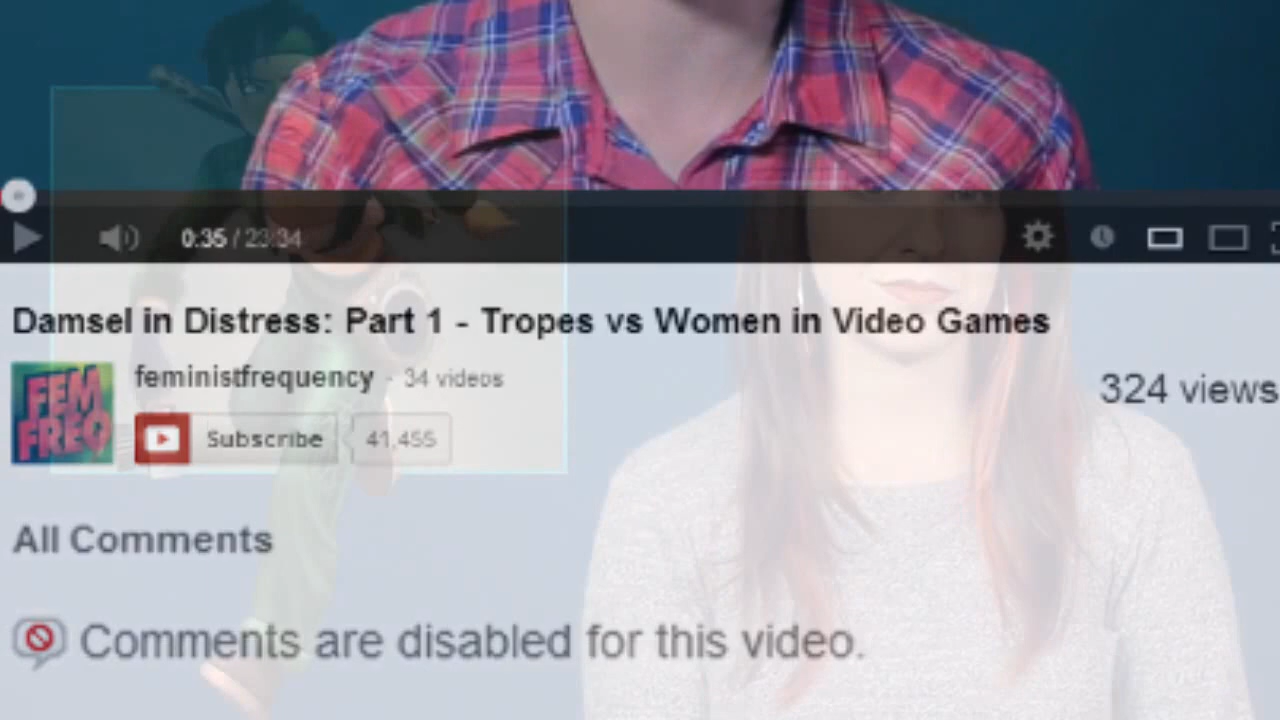 0:35 / 23:34
Damsel in Distress: Part 1 - Tropes vs Women in Video Games
FEM
FREQ
feministfrequency - 34 videos
324 views
Subscribe 41,455
All Comments
Comments are disabled for this video.